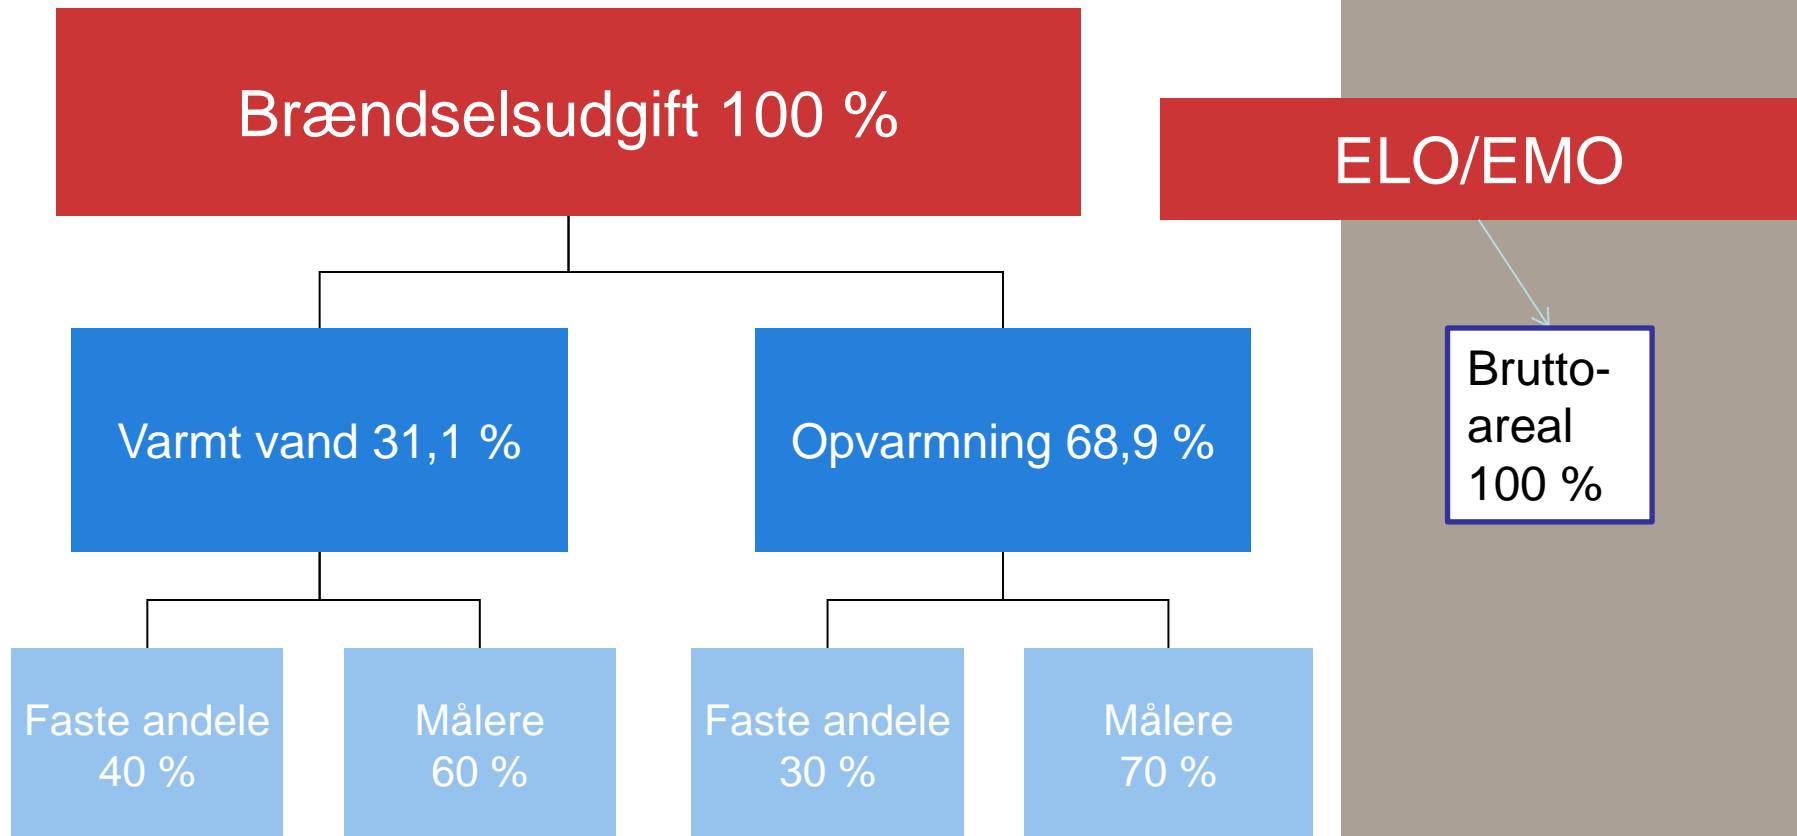 Brændselsudgift 100 %
ELO/EMO
Varmt vand 31,1 %
Opvarmning 68,9 %
Brutto-
areal
100 %
Faste andele
40 %
Målere
60 %
Faste andele
30 %
Målere
70 %